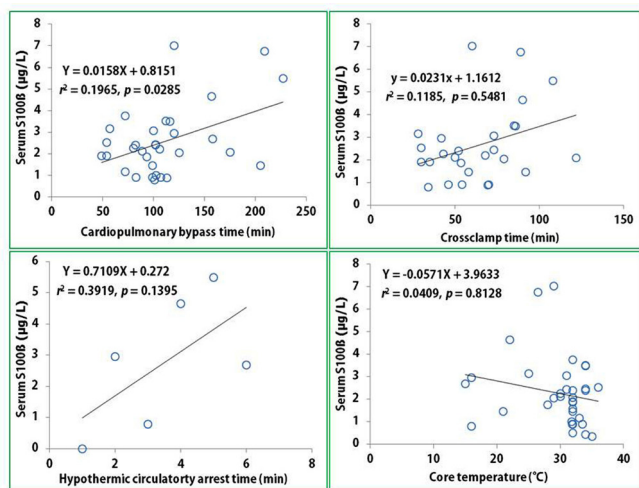 Serum S100ß (µg/L)
8
7
6
5
4
3
2
1
0
Y = 0.0158X + 0.8151
r² = 0.1965, p = 0.0285
0 50 100 150 200 250
Cardiopulmonary bypass time (min)
Serum S100ß (µg/L)
8
7
6
5
4
3
2
1
0
y = 0.0231x + 1.1612
r² = 0.1185, p = 0.5481
0 50 100 150
Crossclamp time (min)
Serum S100ß (µg/L)
6
5
4
3
2
1
0
Y = 0.7109X + 0.272
r² = 0.3919, p = 0.1395
0 2 4 6 8
Hypothermic circulatorty arrest time (min)
Serum S100ß (µg/L)
8
7
6
5
4
3
2
1
0
Y = -0.0571X + 3.9633
r² = 0.0409, p = 0.8128
0 10 20 30 40
Core temperature (°C)